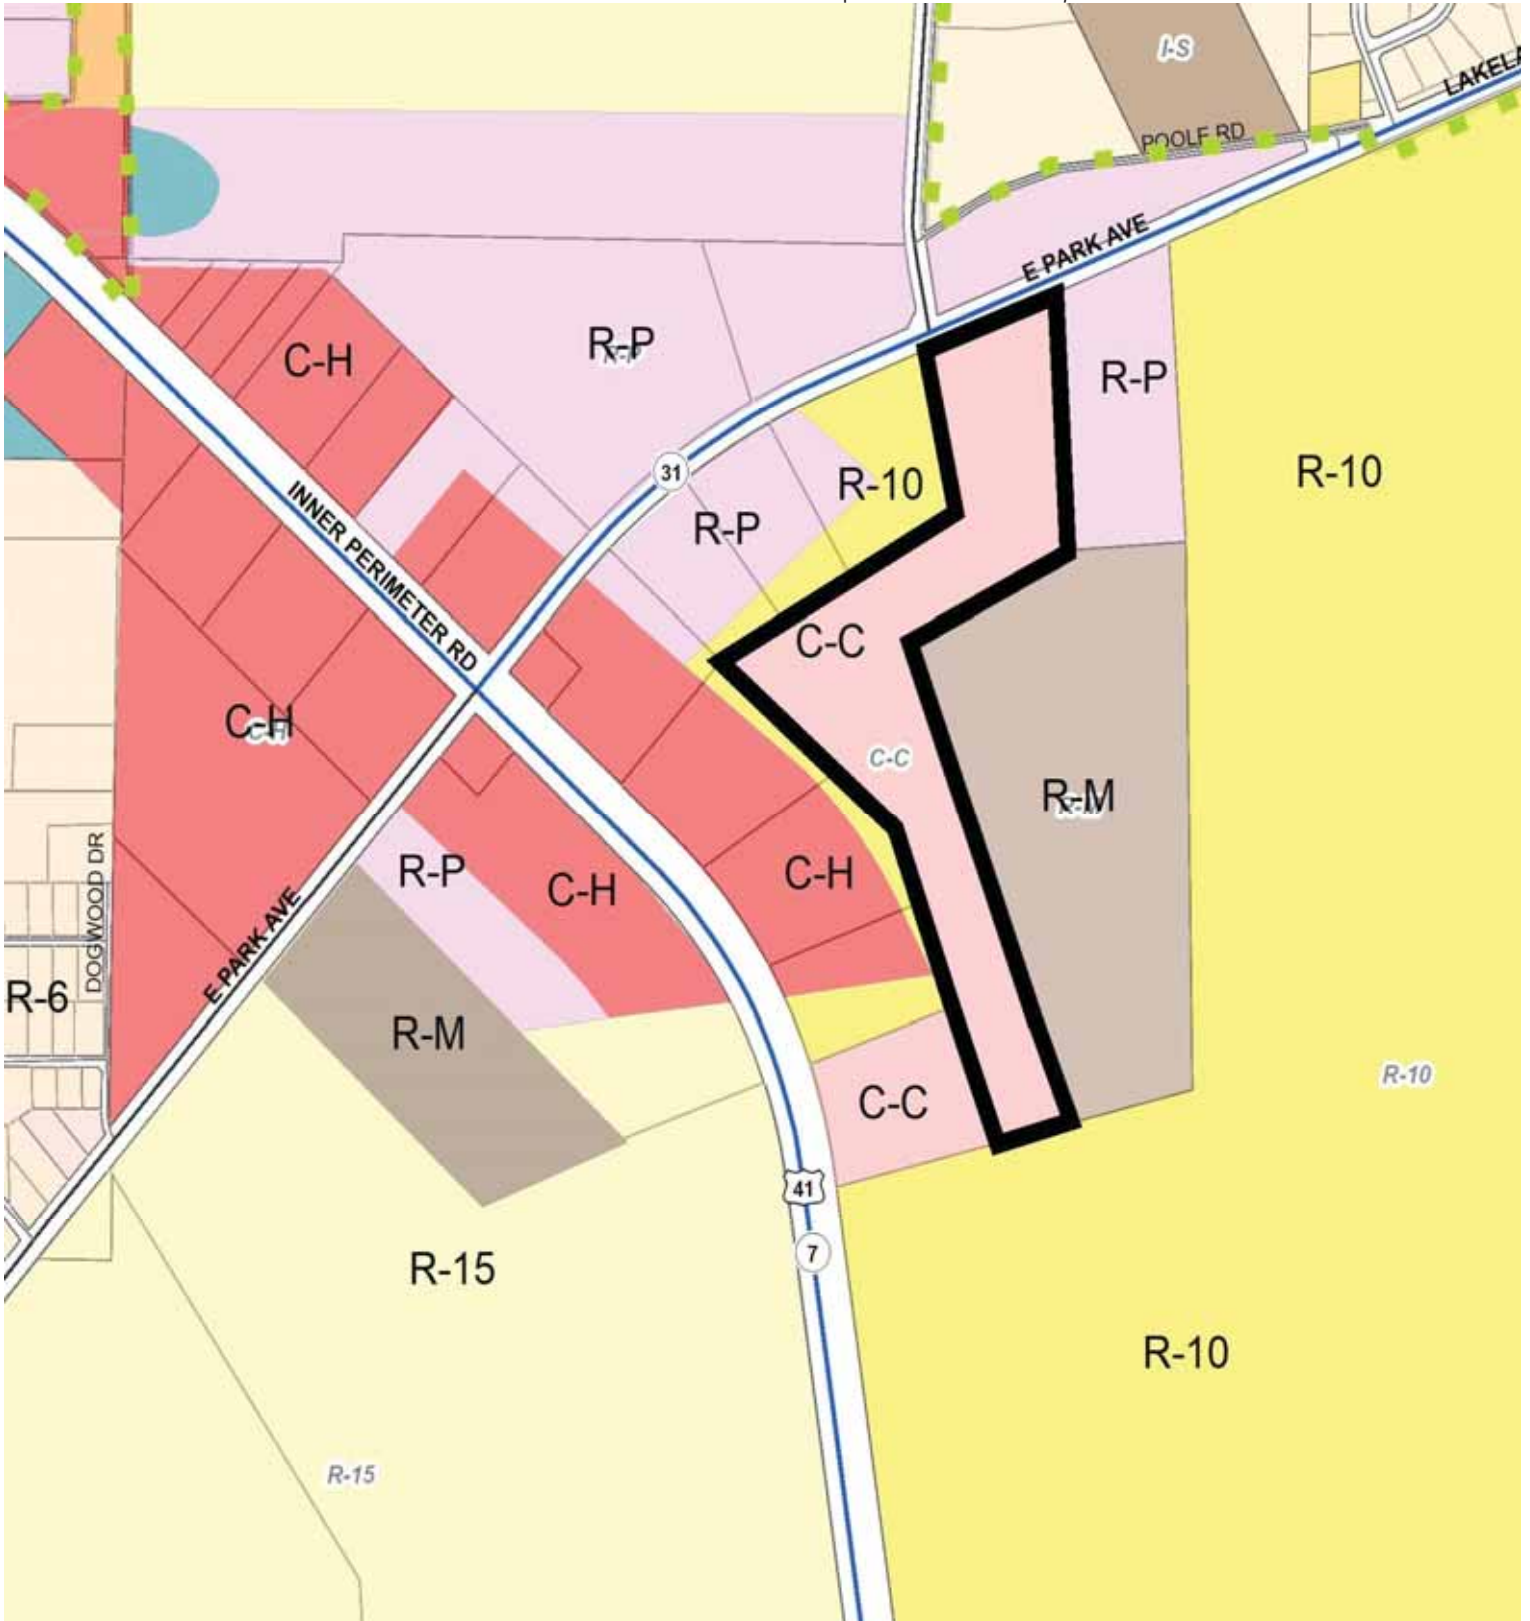 I-S
LAKELA
POOLE RD
E PARK AVE
C-H
R-P
R-P
R-P
31
R-10
R-10
R-P
INNER PERIMETER RD
C-C
C-H
C-H
C-C
R-M
R-M
DOGWOOD DR
R-P
C-H
C-H
E PARK AVE
R-6
R-M
R-10
C-C
41
7
R-15
R-10
R-15